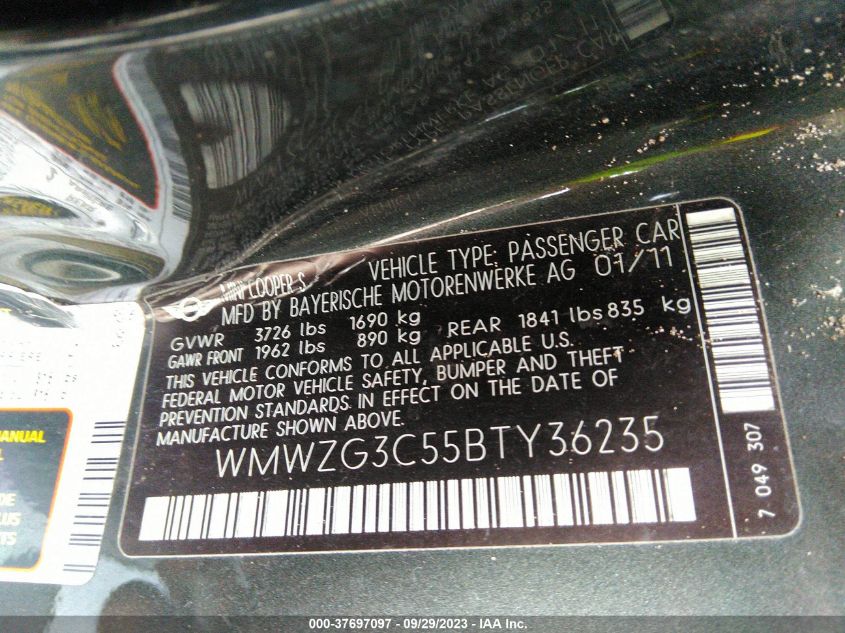 MINI COOPER S
VEHICLE TYPE: PASSENGER CAR
MFD BY BAYERISCHE MOTORENWERKE AG 01/11
GVWR 3726 lbs 1690 kg
GAWR FRONT 1962 lbs 890 kg REAR 1841 lbs 835 kg
THIS VEHICLE CONFORMS TO ALL APPLICABLE U.S.
FEDERAL MOTOR VEHICLE SAFETY, BUMPER AND THEFT
PREVENTION STANDARDS IN EFFECT ON THE DATE OF
MANUFACTURE SHOWN ABOVE.
WMWZG3C55BTY36235
7 049 307
MANUAL
000-37697097 - 09/29/2023 - © IAA Inc.